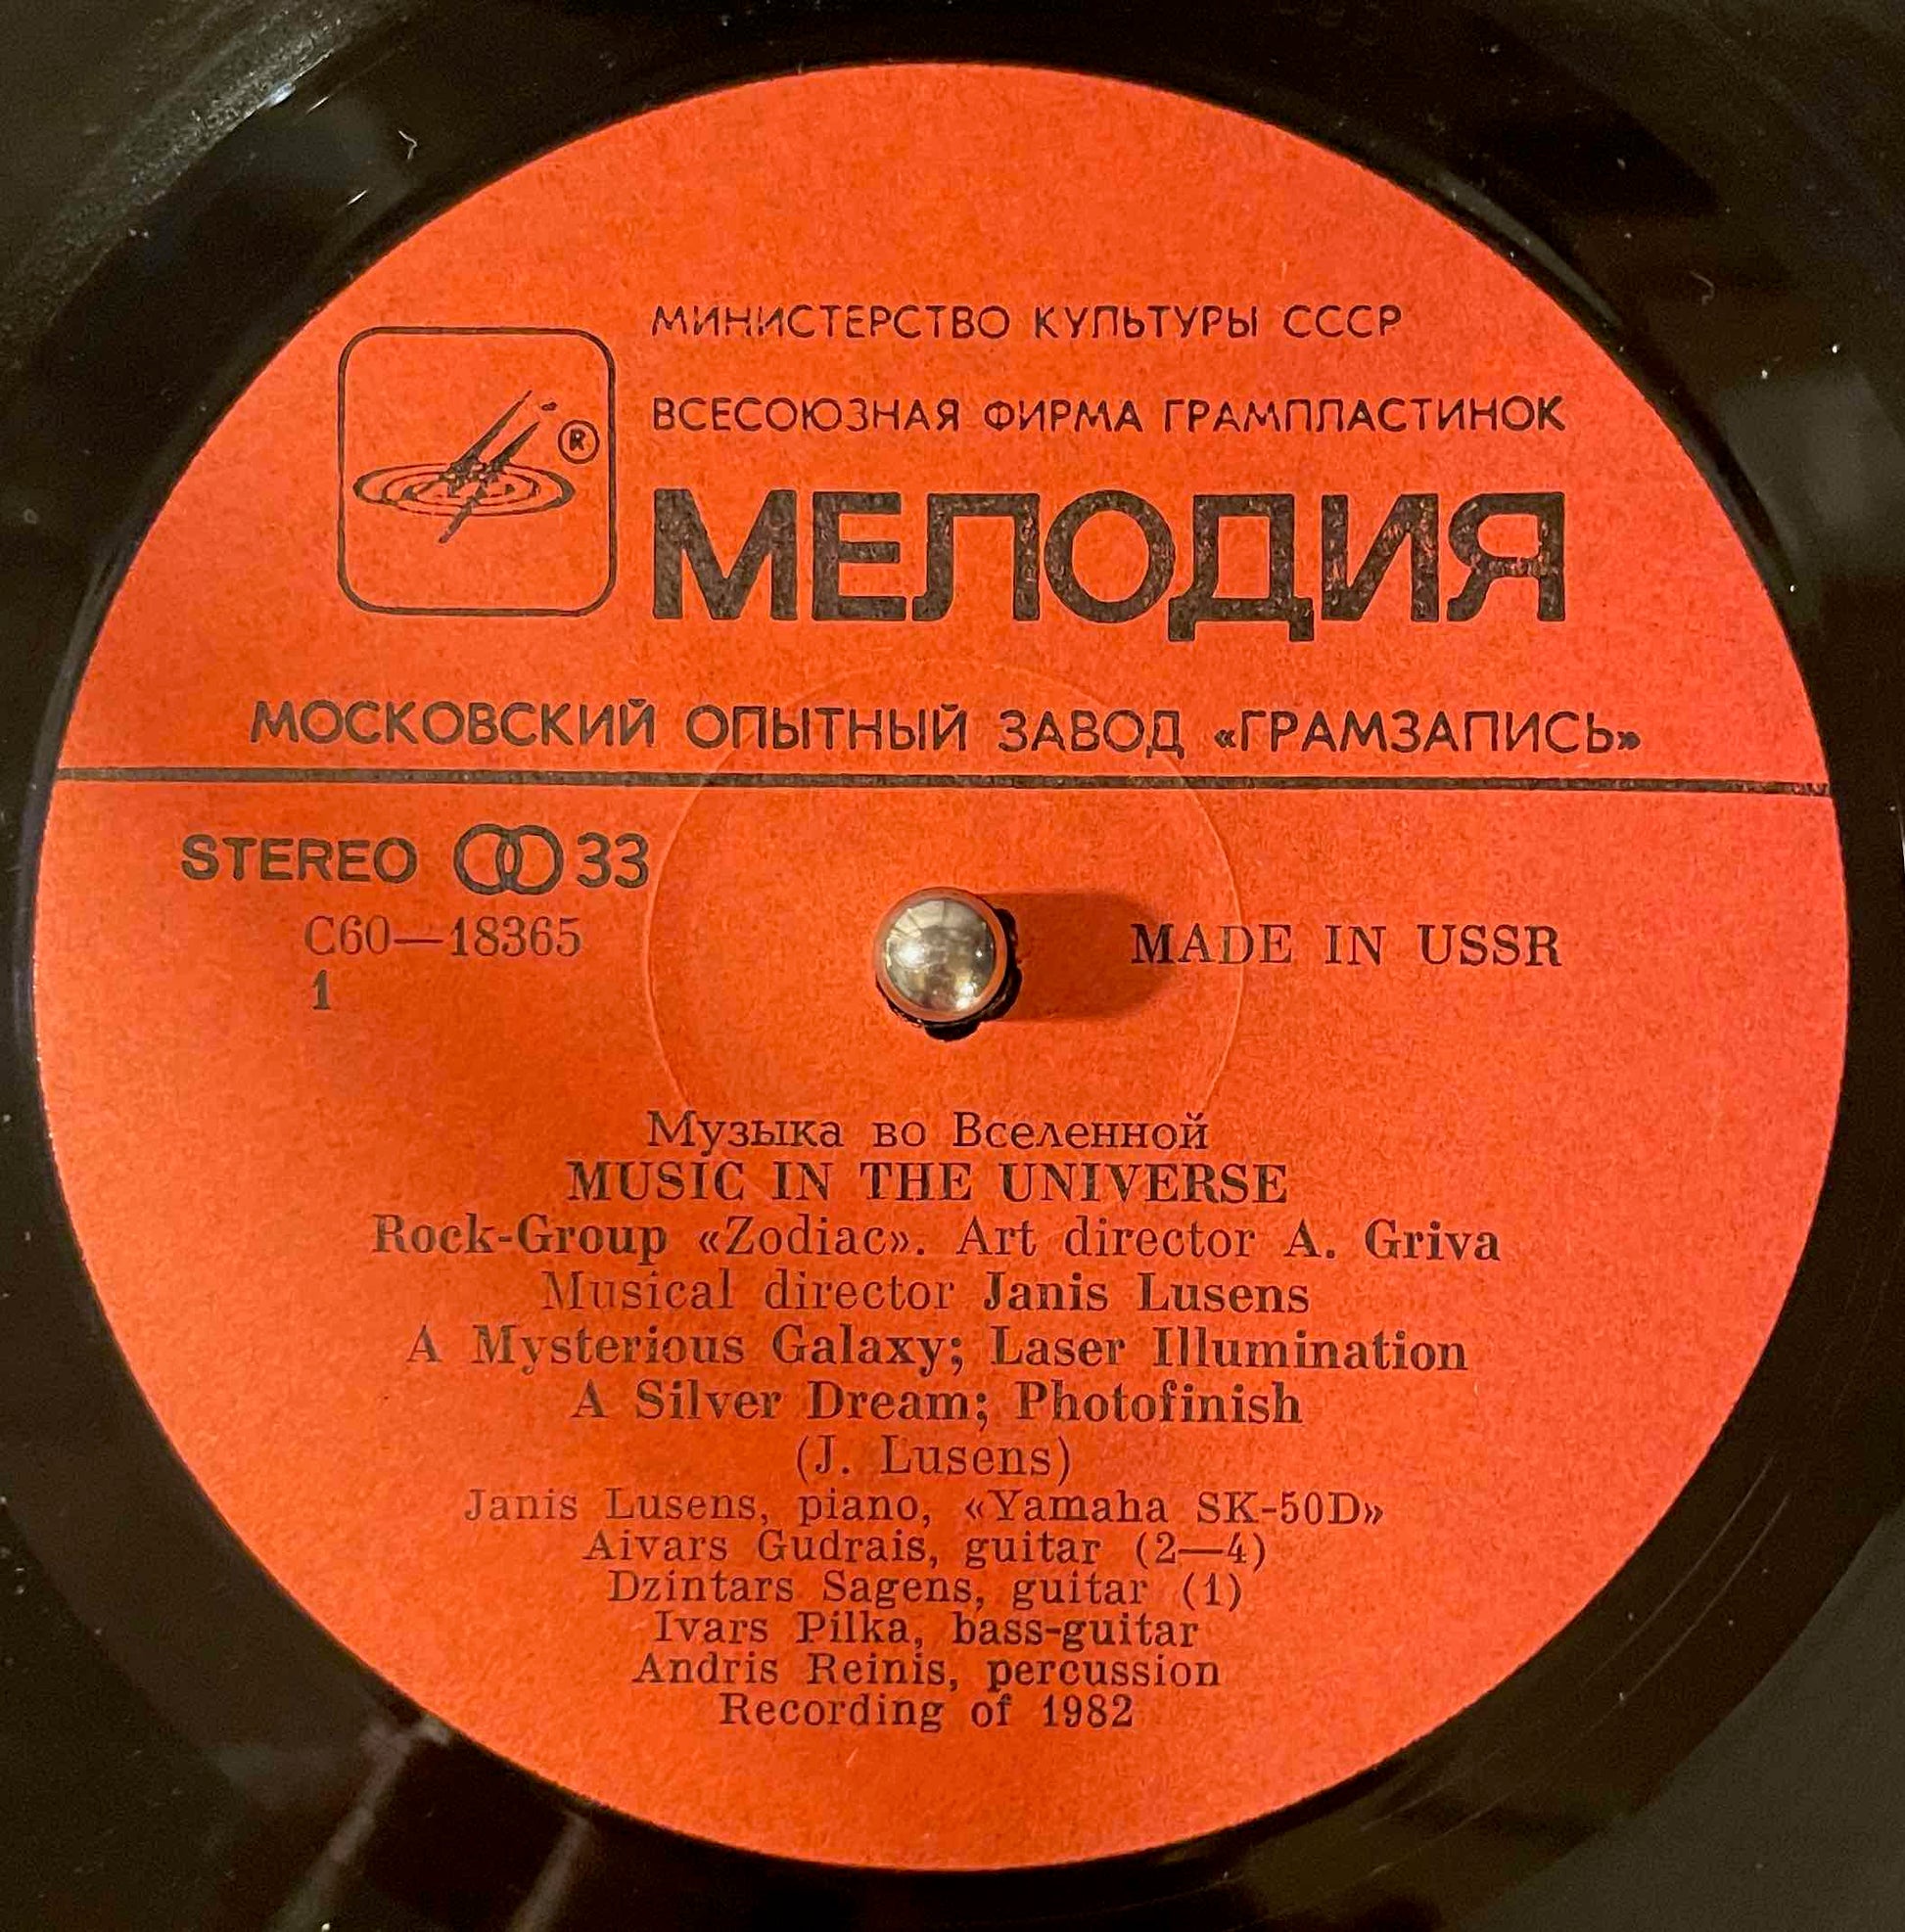 МИНИСТЕРСТВО КУЛЬТУРЫ СССР
ВСЕСОЮЗНАЯ ФИРМА ГРАМПЛАСТИНОК
®
МЕЛОДИЯ
МОСКОВСКИЙ ОПЫТНЫЙ ЗАВОД «ГРАМЗАПИСЬ»
STEREO 33
С60—18365
1
MADE IN USSR
Музыка во Вселенной
MUSIC IN THE UNIVERSE
Rock-Group «Zodiac». Art director A. Griva
Musical director Janis Lusens
A Mysterious Galaxy; Laser Illumination
A Silver Dream; Photofinish
(J. Lusens)
Janis Lusens, piano, «Yamaha SK-50D»
Aivars Gudrais, guitar (2—4)
Dzintars Sagens, guitar (1)
Ivars Pilka, bass-guitar
Andris Reinis, percussion
Recording of 1982